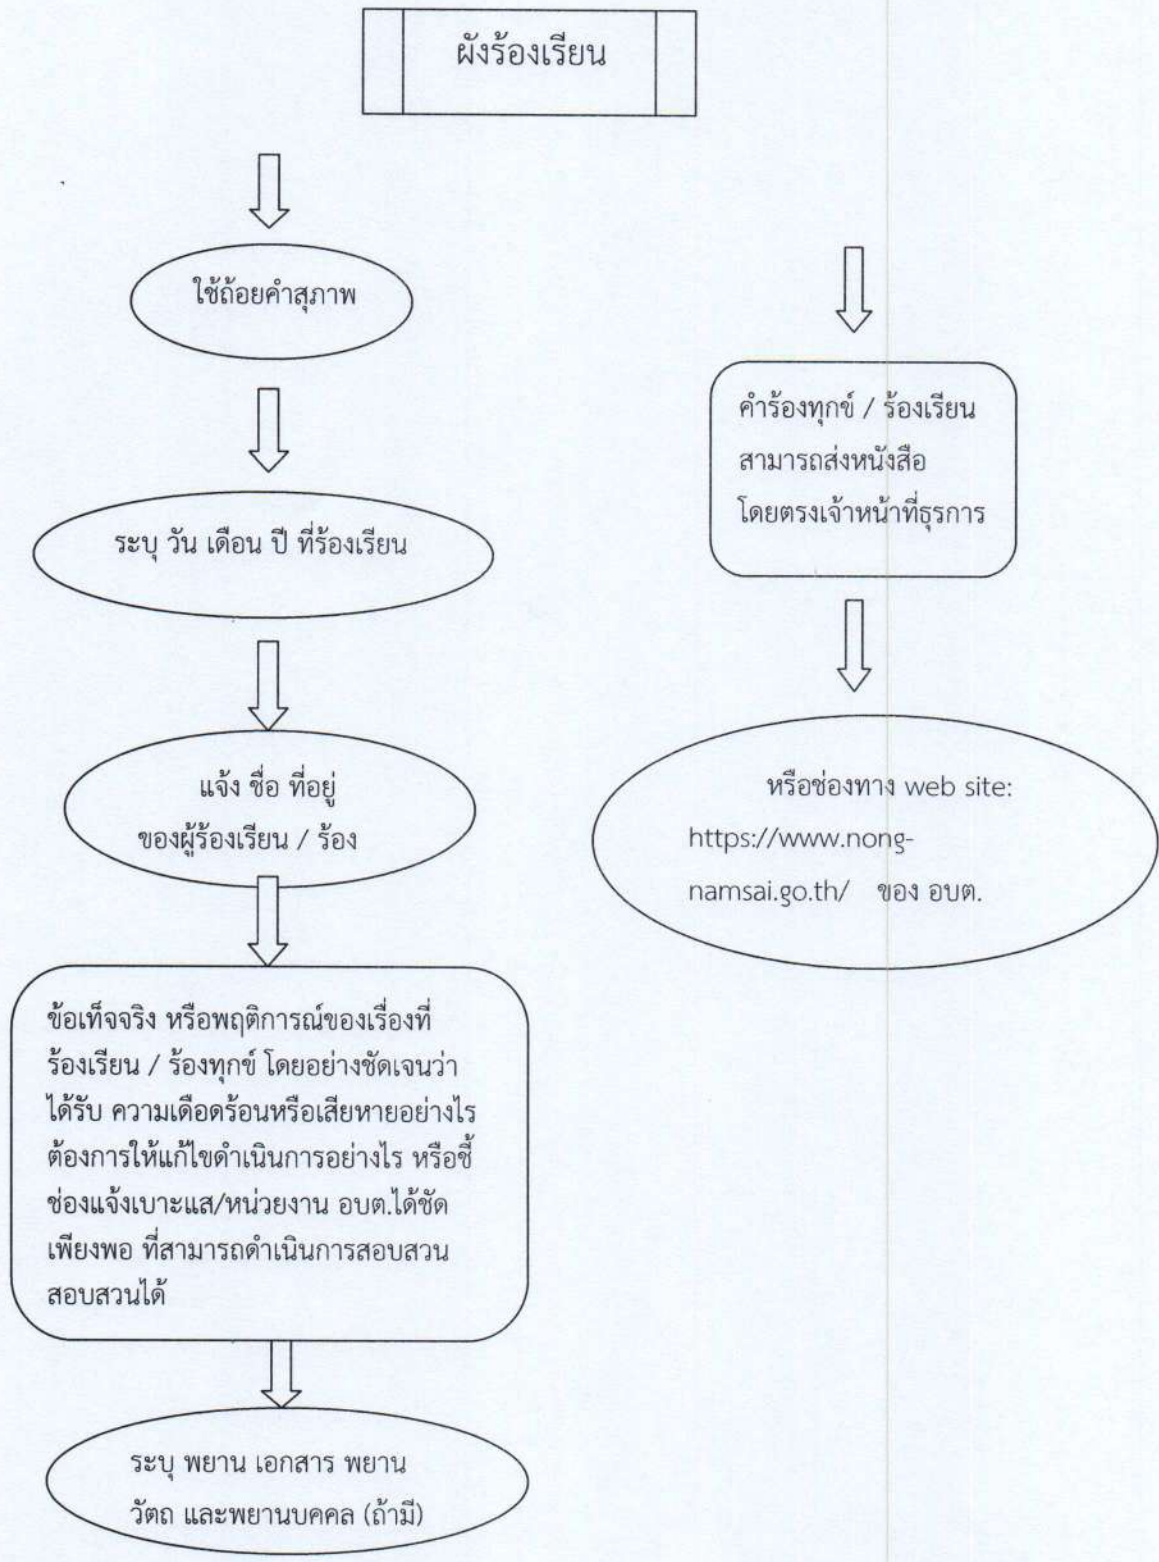 ผังร้องเรียน
ใช้ถ้อยคำสุภาพ
ระบุ วัน เดือน ปี ที่ร้องเรียน
แจ้ง ชื่อ ที่อยู่
ของผู้ร้องเรียน / ร้อง
ข้อเท็จจริง หรือพฤติการณ์ของเรื่องที่
ร้องเรียน / ร้องทุกข์ โดยอย่างชัดเจนว่า
ได้รับ ความเดือดร้อนหรือเสียหายอย่างไร
ต้องการให้แก้ไขดำเนินการอย่างไร หรือชี้
ช่องแจ้งเบาะแส/หน่วยงาน อบต.ได้ชัด
เพียงพอ ที่สามารถดำเนินการสอบสวน
สอบสวนได้
ระบุ พยาน เอกสาร พยาน
วัตถ และพยานบคคล (ถ้ามี)
คำร้องทุกข์ / ร้องเรียน
สามารถส่งหนังสือ
โดยตรงเจ้าหน้าที่ธุรการ
หรือช่องทาง web site:
https://www.nong-
namsai.go.th/ ของ อบต.